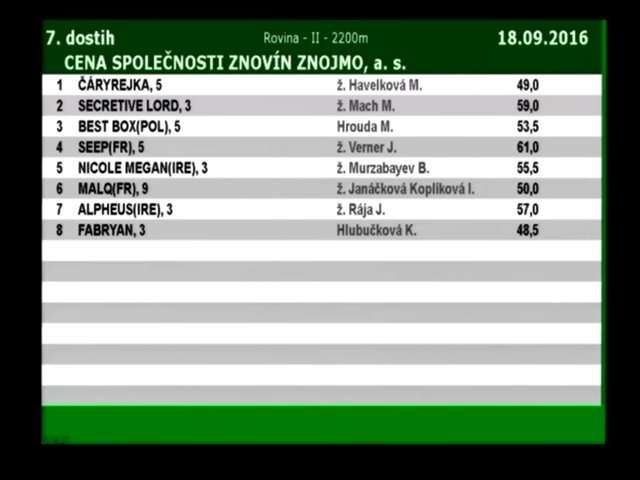 7. dostih Rovina - II - 2200m 18.09.2016
CENA SPOLEČNOSTI ZNOVÍN ZNOJMO, a. s.
1 ČÁRYREJKA, 5 ž. Havelková M. 49,0
2 SECRETIVE LORD, 3 ž. Mach M. 59,0
3 BEST BOX(POL), 5 Hrouda M. 53,5
4 SEEP(FR), 5 ž. Verner J. 61,0
5 NICOLE MEGAN(IRE), 3 ž. Murzabayev B. 55,5
6 MALQ(FR), 9 ž. Janáčková Koplíková I. 50,0
7 ALPHEUS(IRE), 3 ž. Rája J. 57,0
8 FABRYAN, 3 Hlubučková K. 48,5